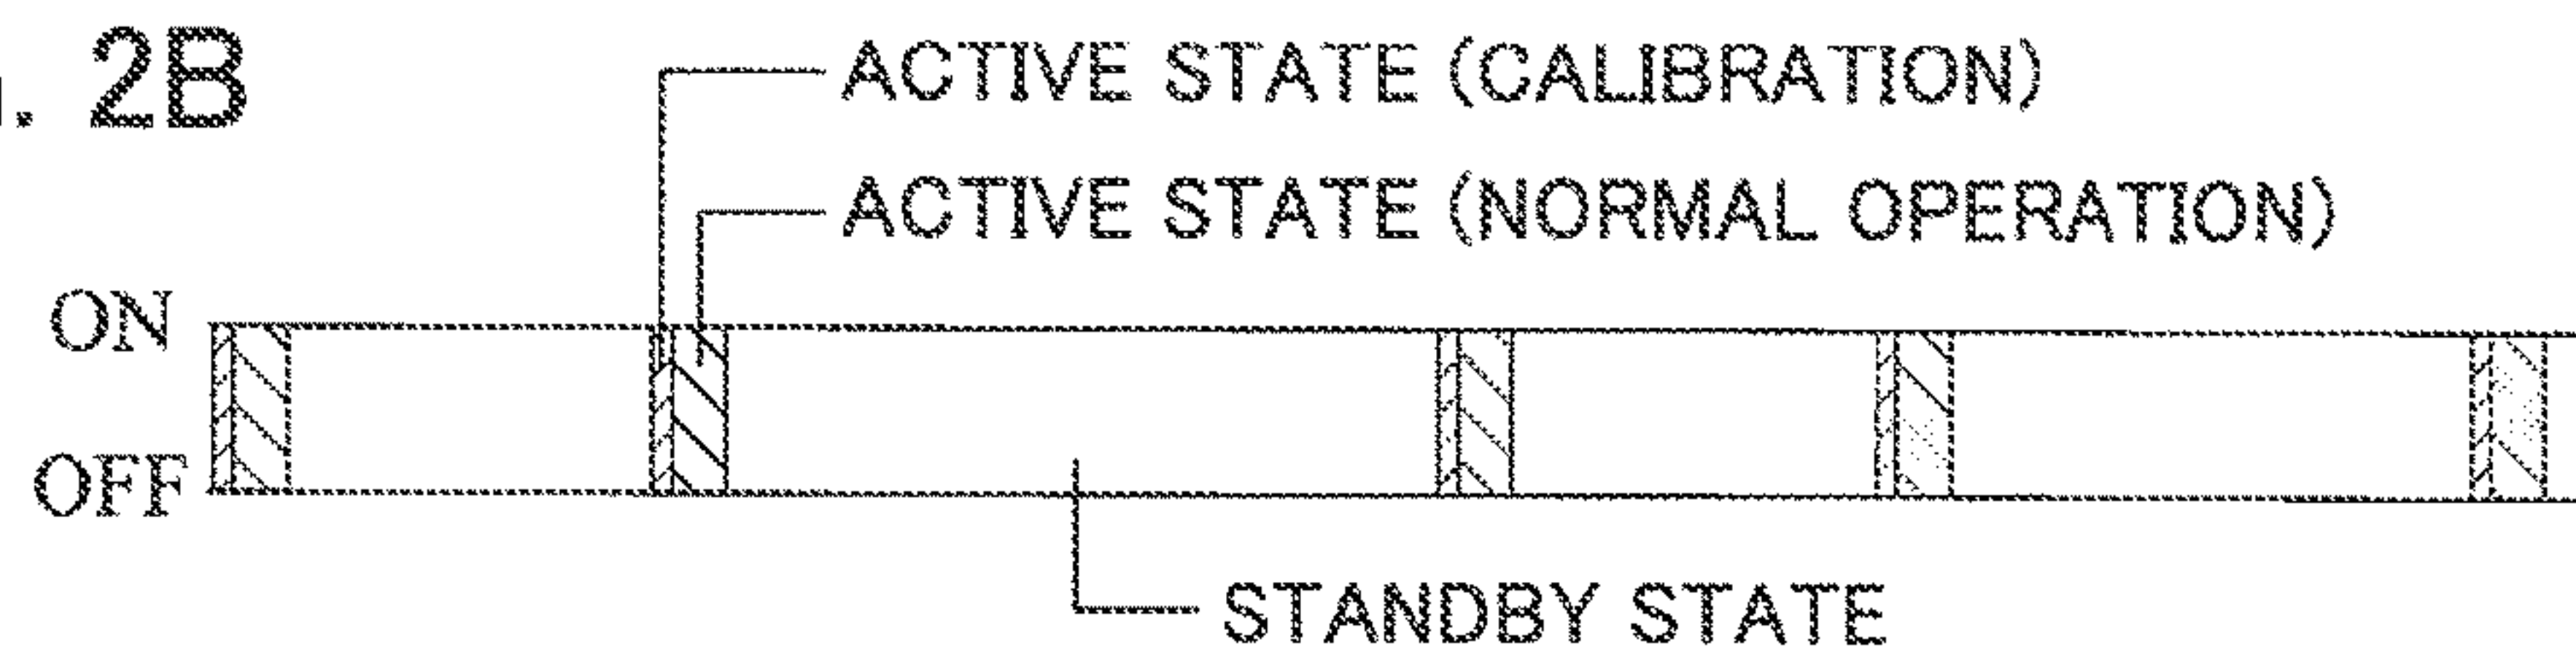 . 2B
ACTIVE STATE (CALIBRATION)
ACTIVE STATE (NORMAL OPERATION)
ON
OFF
STANDBY STATE